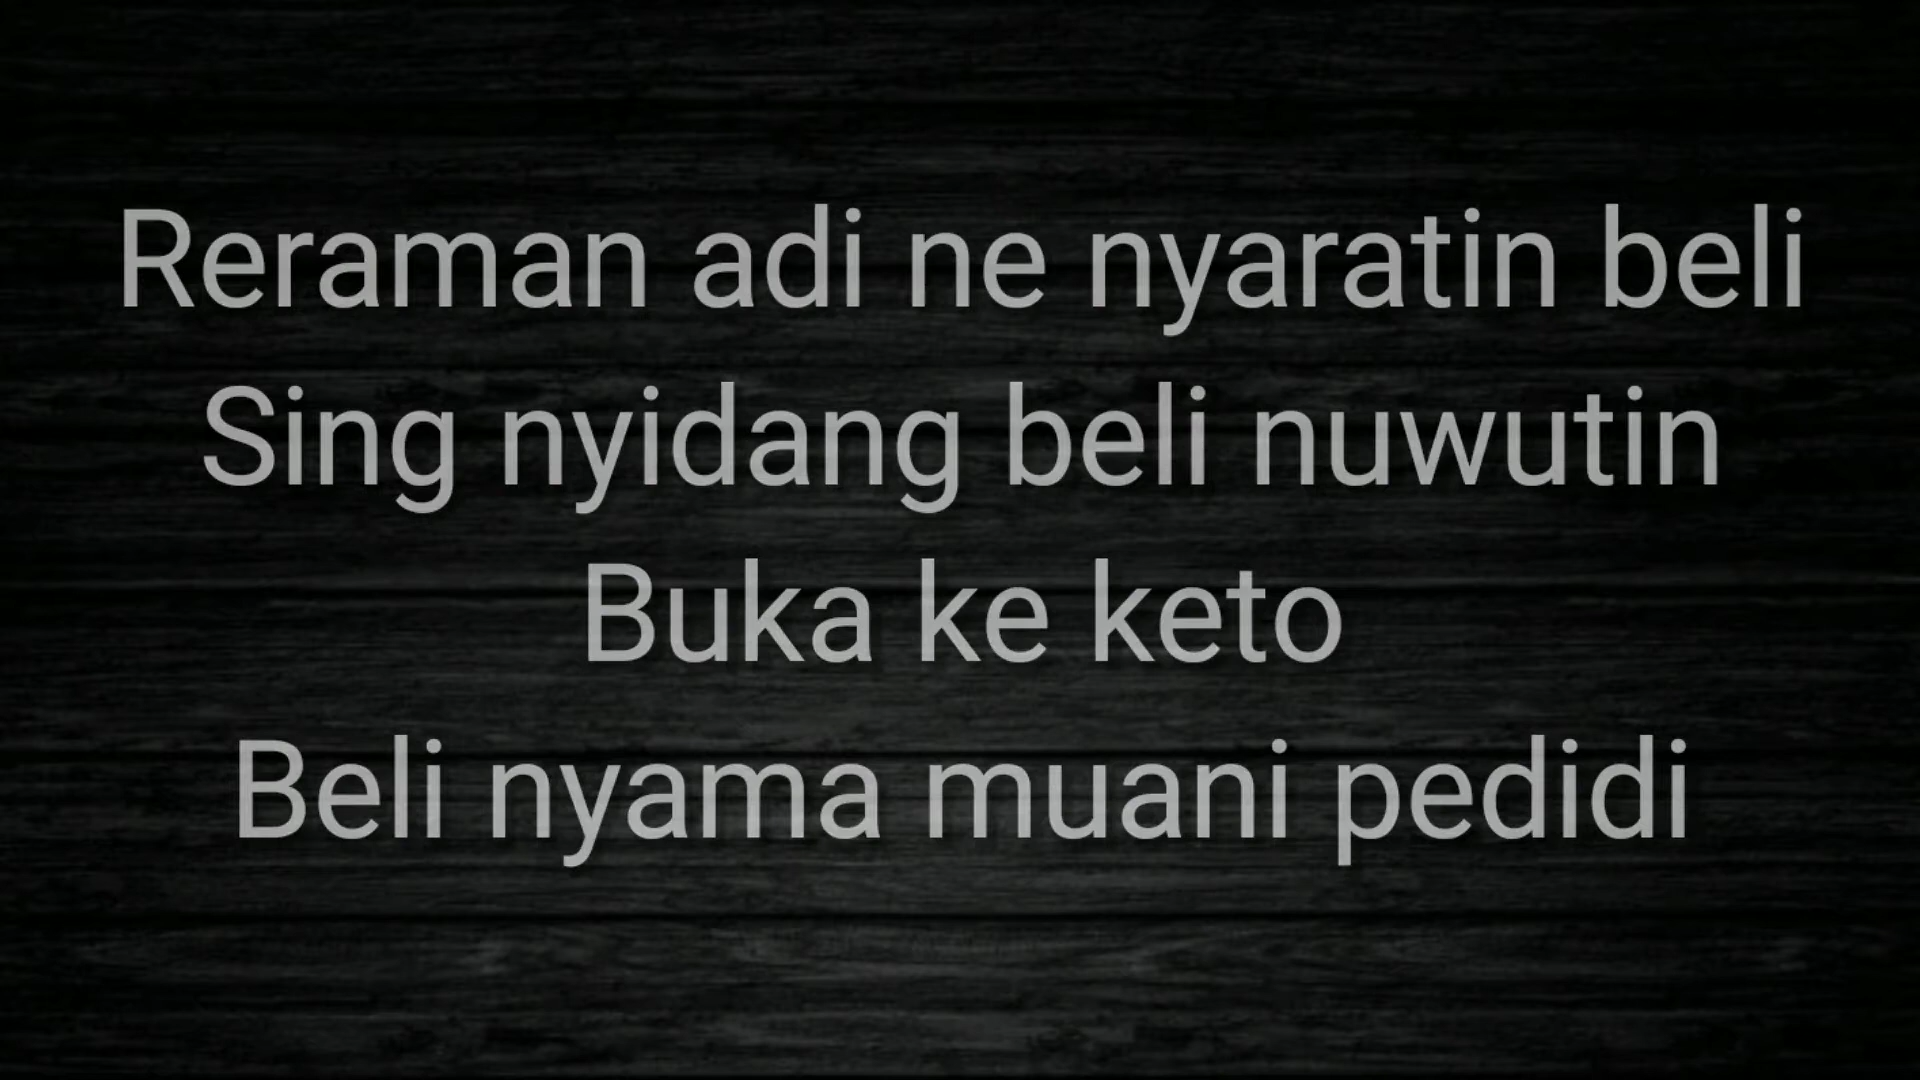 Reraman adi ne nyaratin beli
Sing nyidang beli nuwutin
Buka ke keto
Beli nyama muani pedidi